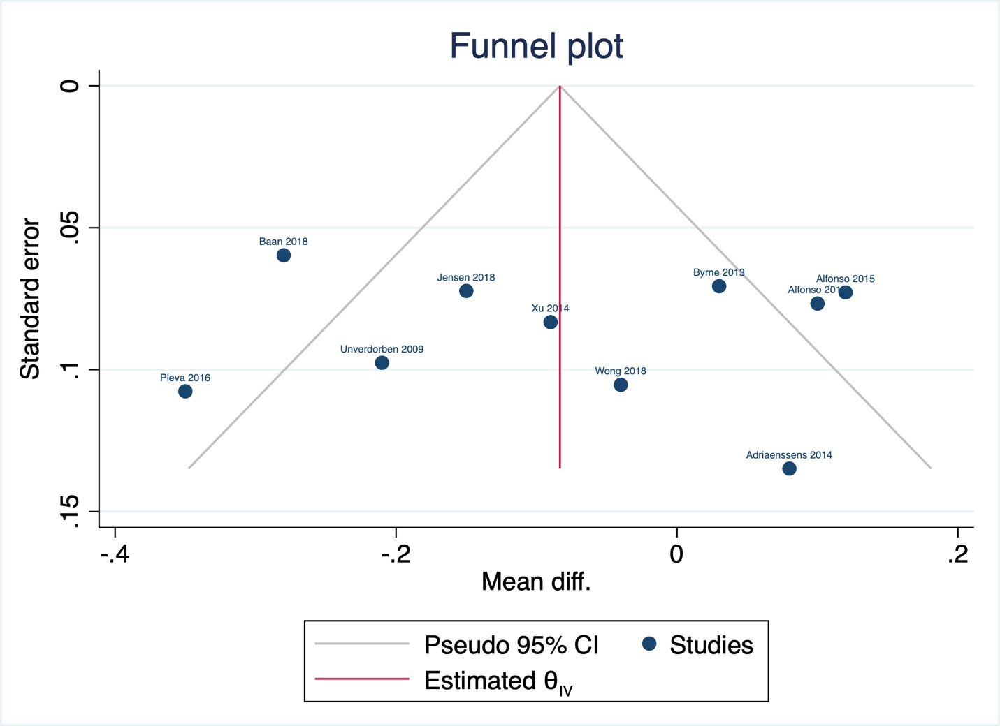 Funnel plot
0
.05
.1
.15
Standard error
Baan 2018
Jensen 2018
Byrne 2013
Alfonso 2015
Alfonso
Xu 2014
Unverdorben 2009
Wong 2018
Pleva 2016
Adriaenssens 2014
-.4
-.2
0
.2
Mean diff.
Pseudo 95% CI
Studies
Estimated θIV